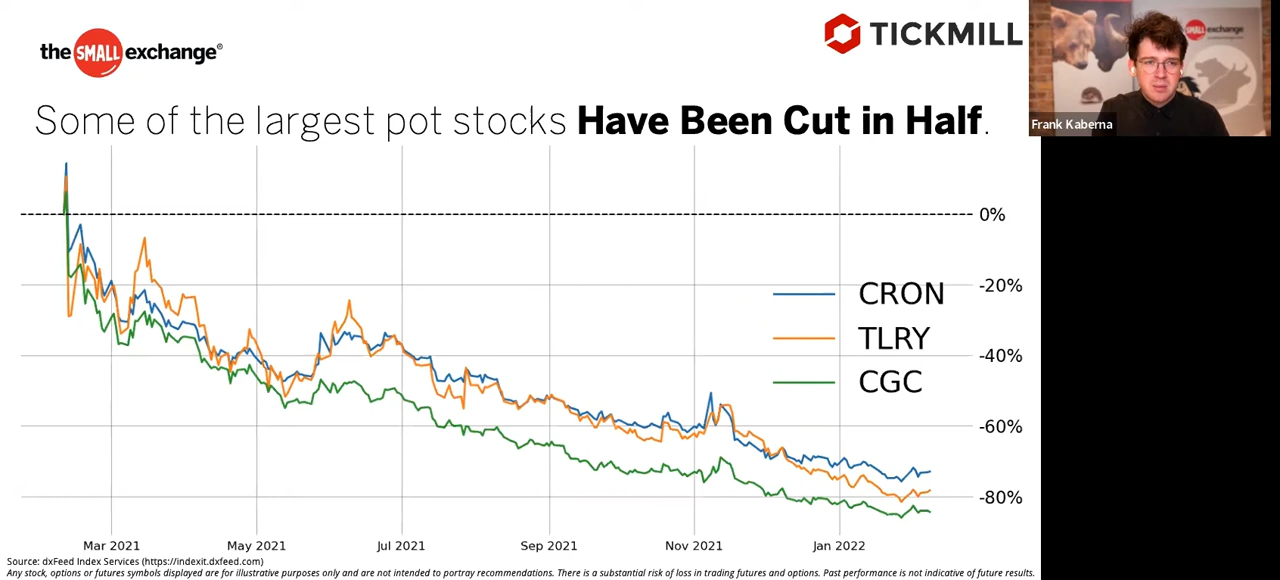 the SMALL exchange®
TICKMILL
SMALL exchange
Frank Kaberna
Some of the largest pot stocks Have Been Cut in Half.
0%
-20%
-40%
-60%
-80%
CRON
TLRY
CGC
Mar 2021 May 2021 Jul 2021 Sep 2021 Nov 2021 Jan 2022
Source: dxFeed Index Services (https://indexit.dxfeed.com)
Any stock, options or futures symbols displayed are for illustrative purposes only and are not intended to portray recommendations. There is a substantial risk of loss in trading futures and options. Past performance is not indicative of future results.